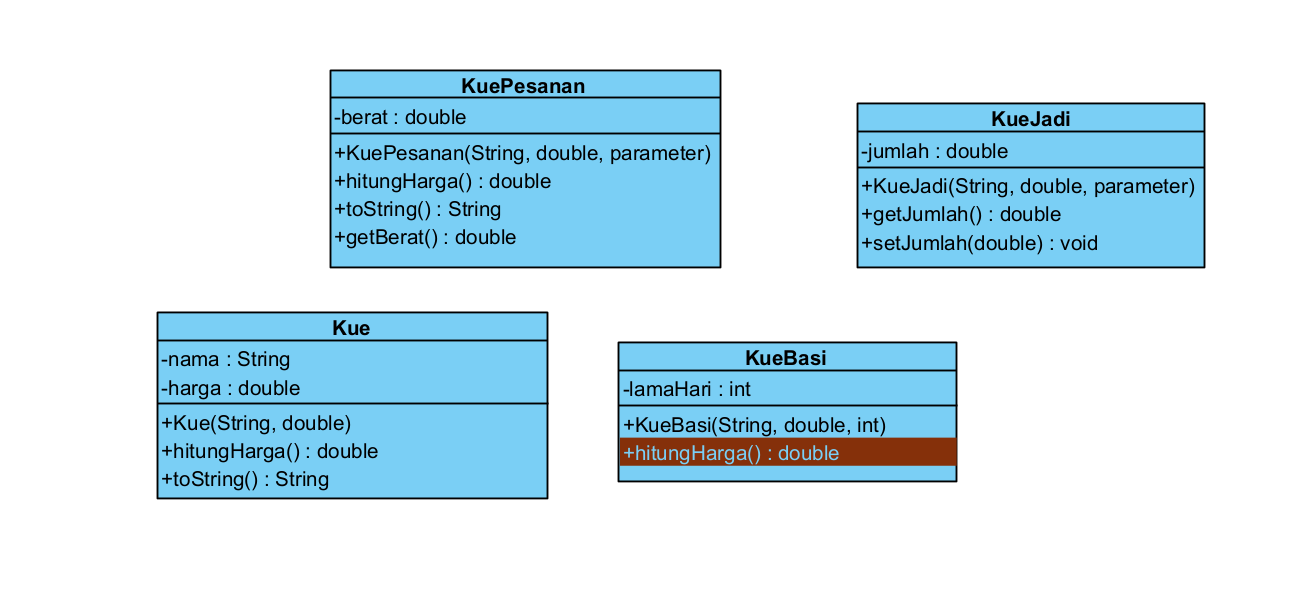 KuePesanan
-berat : double
+KuePesanan(String, double, parameter)
+hitungHarga() : double
+toString() : String
+getBerat() : double
KueJadi
-jumlah : double
+KueJadi(String, double, parameter)
+getJumlah() : double
+setJumlah(double) : void
Kue
-nama : String
-harga : double
+Kue(String, double)
+hitungHarga() : double
+toString() : String
KueBasi
-lamaHari : int
+KueBasi(String, double, int)
+hitungHarga() : double